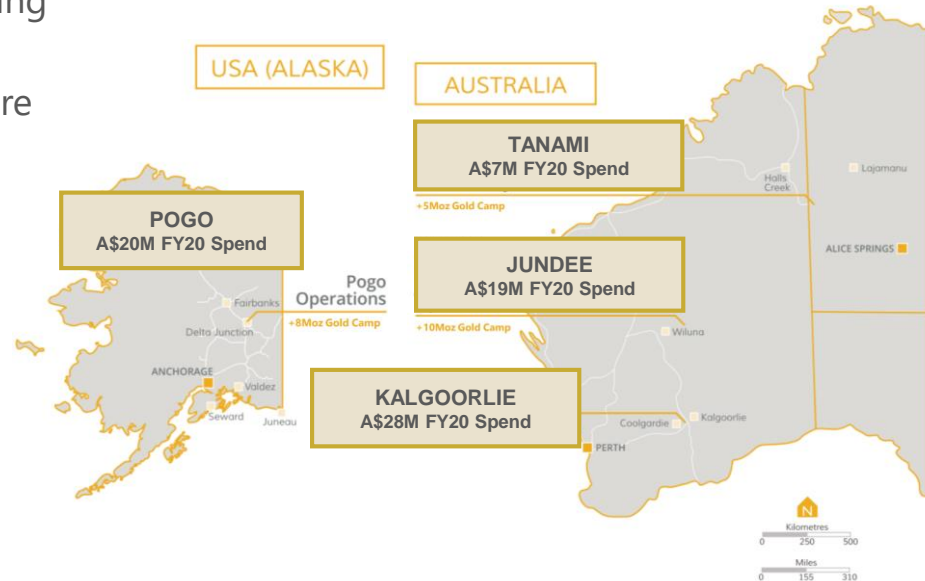 USA (ALASKA)
AUSTRALIA
TANAMI
A$7M FY20 Spend
+5Moz Gold Camp
Halls
Creek
Lajamanu
POGO
A$20M FY20 Spend
ALICE SPRINGS
JUNDEE
A$19M FY20 Spend
+10Moz Gold Camp
Pogo
Operations
+8Moz Gold Camp
Fairbanks
Delta Junction
Wiluna
ANCHORAGE
Valdez
Seward
Juneau
KALGOORLIE
A$28M FY20 Spend
Coolgardie
Kalgoorlie
PERTH
N
Kilometres
0 250 500
Miles
0 155 310